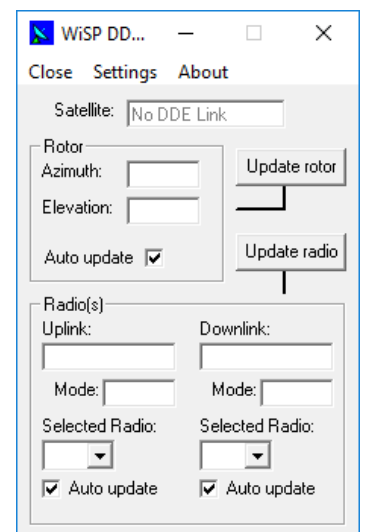 WiSP DD...
Close Settings About
Satellite: No DDE Link
Rotor
Azimuth:
Update rotor
Elevation:
Auto update
Update radio
Radio(s)
Uplink: Downlink:
Mode: Mode:
Selected Radio: Selected Radio:
Auto update Auto update